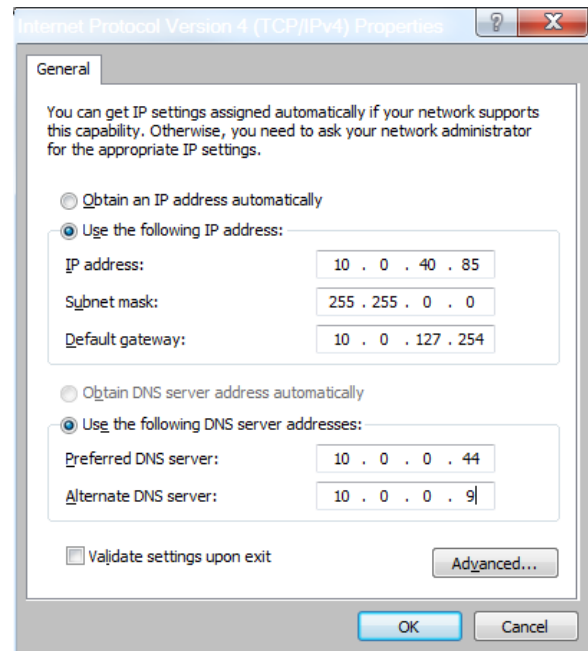 Internet Protocol Version 4 (TCP/IPv4) Properties
General
You can get IP settings assigned automatically if your network supports
this capability. Otherwise, you need to ask your network administrator
for the appropriate IP settings.
Obtain an IP address automatically
Use the following IP address:
IP address: 10 . 0 . 40 . 85
Subnet mask: 255 . 255 . 0 . 0
Default gateway: 10 . 0 . 127 . 254
Obtain DNS server address automatically
Use the following DNS server addresses:
Preferred DNS server: 10 . 0 . 0 . 44
Alternate DNS server: 10 . 0 . 0 . 9
Validate settings upon exit
Advanced...
OK Cancel